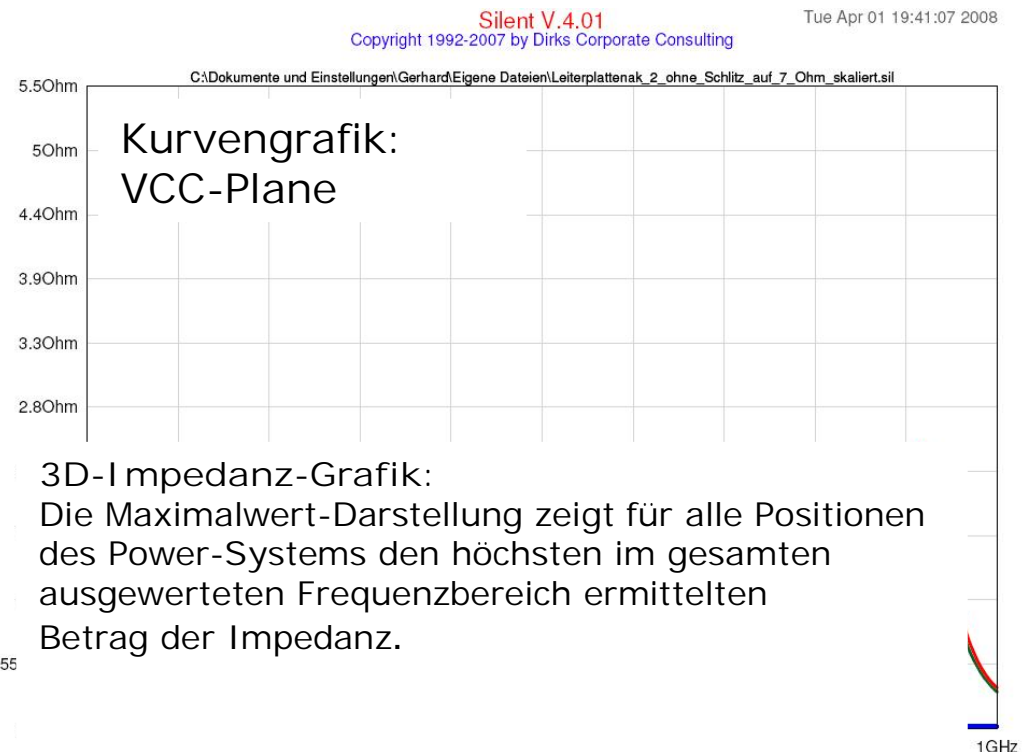 Silent V.4.01
Tue Apr 01 19:41:07 2008
Copyright 1992-2007 by Dirks Corporate Consulting
C:\Dokumente und Einstellungen\Gerhard\Eigene Dateien\Leiterplattenak_2_ohne_Schlitz_auf_7_Ohm_skaliert.sil
5.5Ohm
Kurvengrafik:
5Ohm
VCC-Plane
4.4Ohm
3.9Ohm
3.3Ohm
2.8Ohm
3D-Impedanz-Grafik:
Die Maximalwert-Darstellung zeigt für alle Positionen
des Power-Systems den höchsten im gesamten
ausgewerteten Frequenzbereich ermittelten
Betrag der Impedanz.
55
1GHz